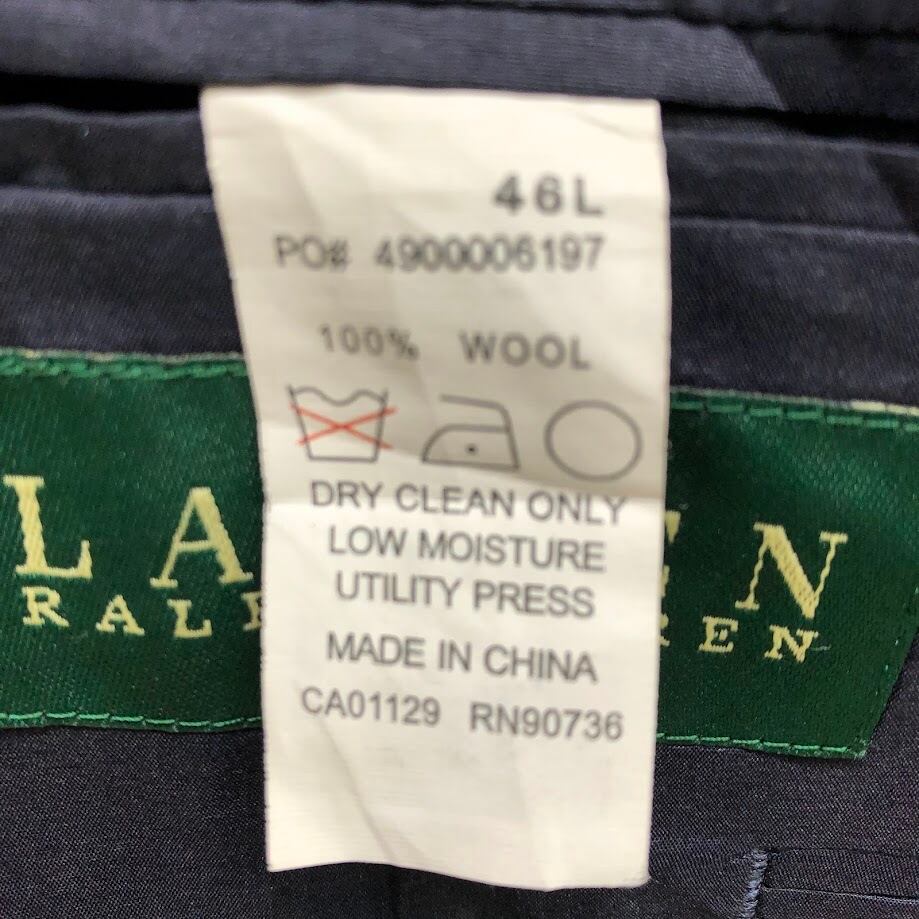 46L
PO# 4900006197
100% WOOL
DRY CLEAN ONLY
LOW MOISTURE
UTILITY PRESS
MADE IN CHINA
CA01129 RN90736